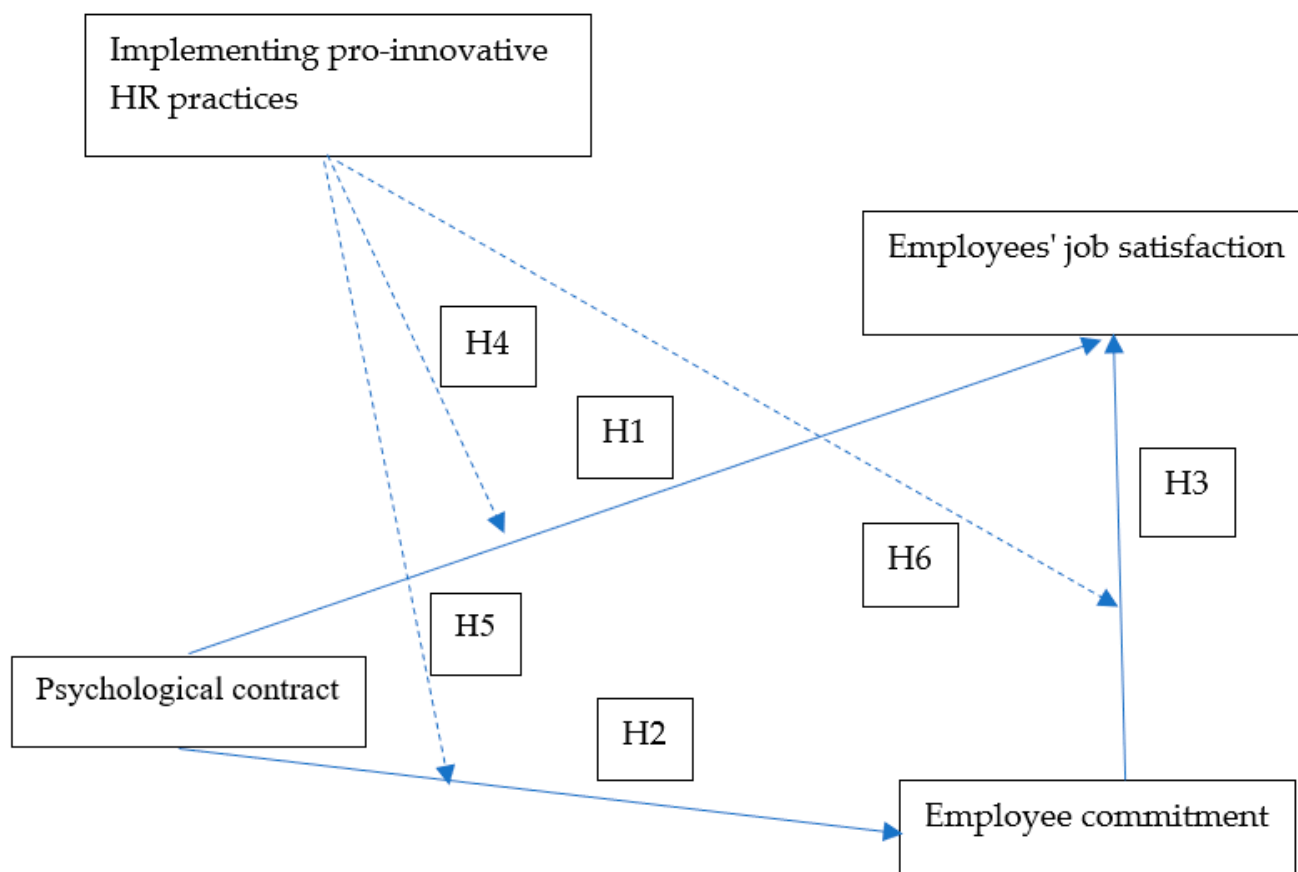 Implementing pro-innovative
HR practices
Employees' job satisfaction
H4
H1
H3
H6
H5
Psychological contract
H2
Employee commitment